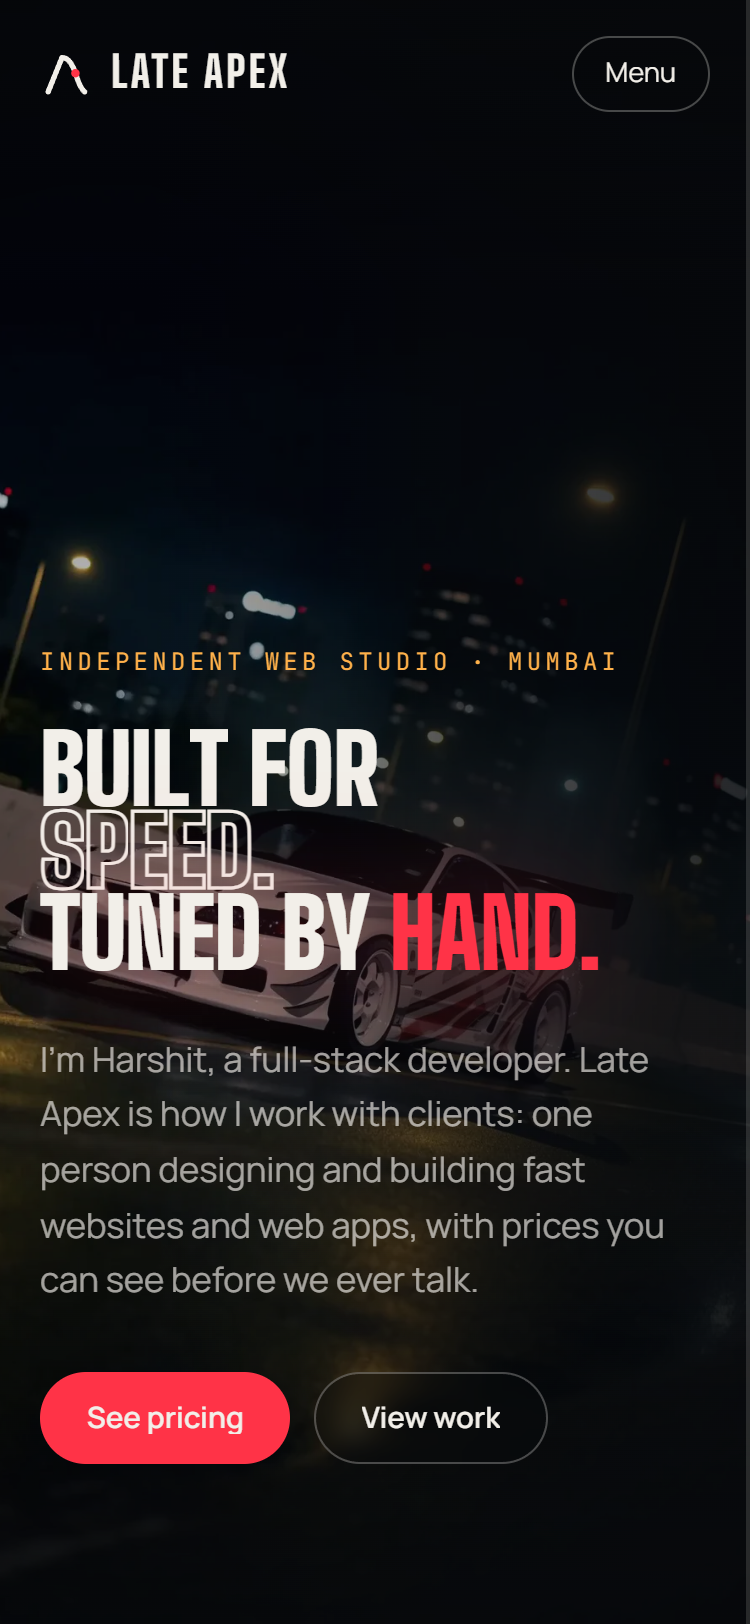 LATE APEX
Menu
INDEPENDENT WEB STUDIO · MUMBAI
BUILT FOR
SPEED.
TUNED BY HAND.
I'm Harshit, a full-stack developer. Late
Apex is how I work with clients: one
person designing and building fast
websites and web apps, with prices you
can see before we ever talk.
See pricing
View work